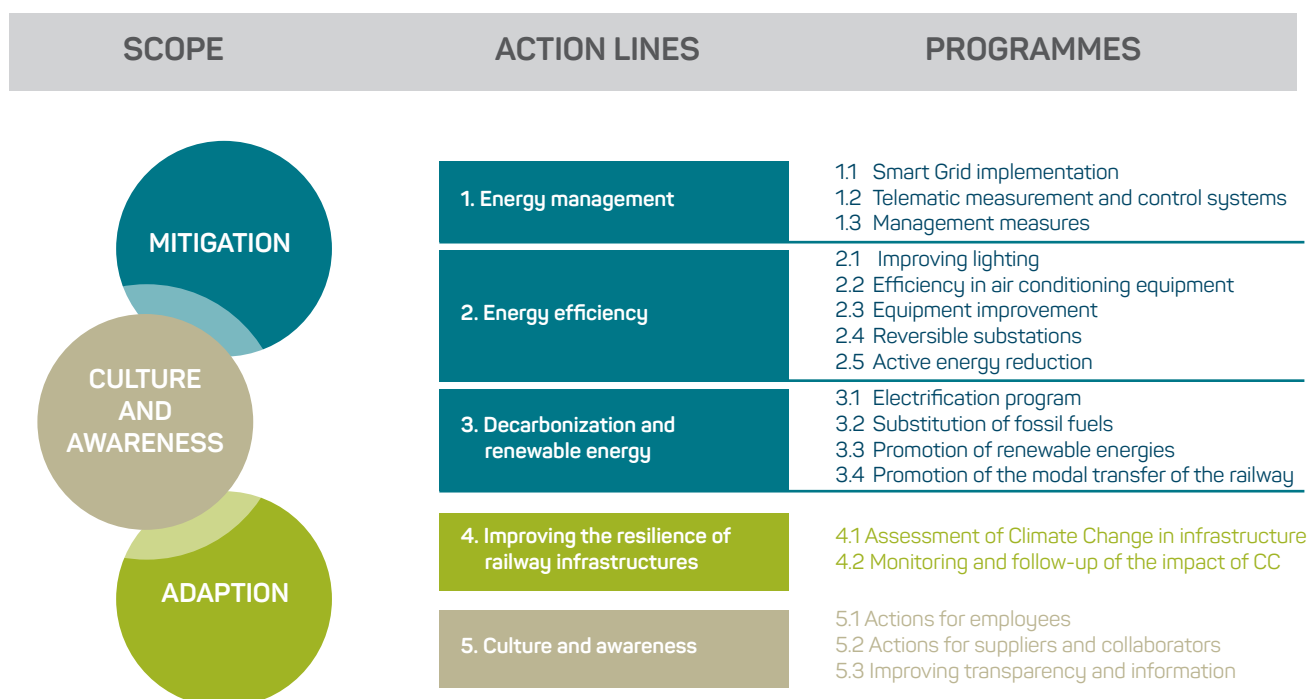 SCOPE
ACTION LINES
PROGRAMMES
MITIGATION
CULTURE
AND
AWARENESS
ADAPTION
1. Energy management
1.1 Smart Grid implementation
1.2 Telematic measurement and control systems
1.3 Management measures
2. Energy efficiency
2.1 Improving lighting
2.2 Efficiency in air conditioning equipment
2.3 Equipment improvement
2.4 Reversible substations
2.5 Active energy reduction
3. Decarbonization and
renewable energy
3.1 Electrification program
3.2 Substitution of fossil fuels
3.3 Promotion of renewable energies
3.4 Promotion of the modal transfer of the railway
4. Improving the resilience of
railway infrastructures
4.1 Assessment of Climate Change in infrastructure
4.2 Monitoring and follow-up of the impact of CC
5. Culture and awareness
5.1 Actions for employees
5.2 Actions for suppliers and collaborators
5.3 Improving transparency and information